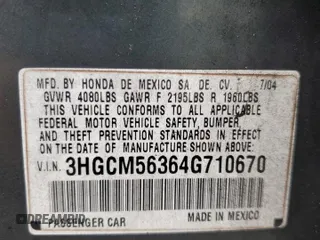 MFD. BY HONDA DE MEXICO SA. DE. CV. 7/04
GVWR 4080LBS GAWR F 2195LBS R 1960LBS
THIS VEHICLE CONFORMS TO ALL APPLICABLE
FEDERAL MOTOR VEHICLE SAFETY, BUMPER,
AND THEFT PREVENTION STANDARDS IN EFFECT
ON THE DATE OF MANUFACTURE SHOWN ABOVE.
V.I.N. 3HGCM56364G710670
DREAMBID
PASSENGER CAR MADE IN MEXICO